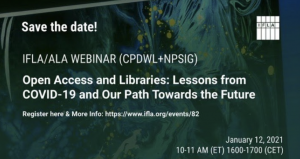 Save the date!
IFLA
IFLA/ALA WEBINAR (CPDWL+NPSIG)
Open Access and Libraries: Lessons from
COVID-19 and Our Path Towards the Future
Register here & More Info: https://www.ifla.org/events/82
January 12, 2021
10-11 AM (ET) 1600-1700 (CET)